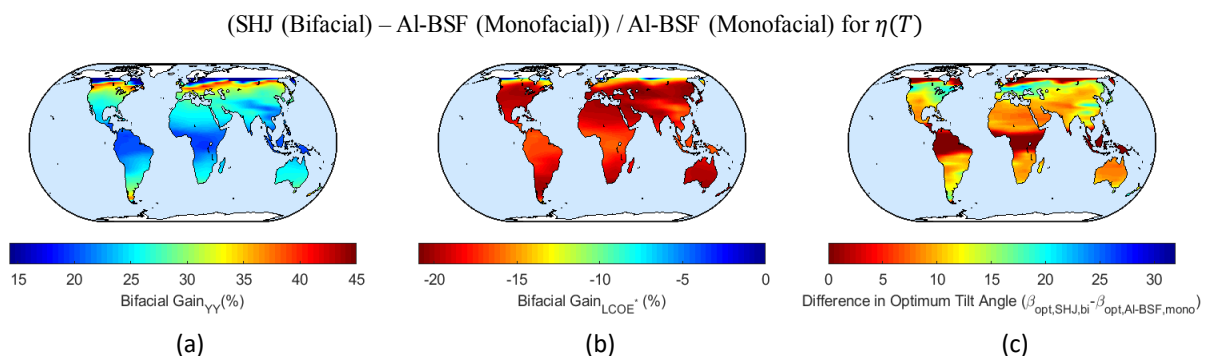 (SHJ (Bifacial) – Al-BSF (Monofacial)) / Al-BSF (Monofacial) for η(T)
15 20 25 30 35 40 45
Bifacial Gain_YY(%)
(a)
-20 -15 -10 -5 0
Bifacial Gain_LCOE* (%)
(b)
0 5 10 15 20 25 30
Difference in Optimum Tilt Angle (β_opt,SHJ,bi-β_opt,Al-BSF,mono)
(c)